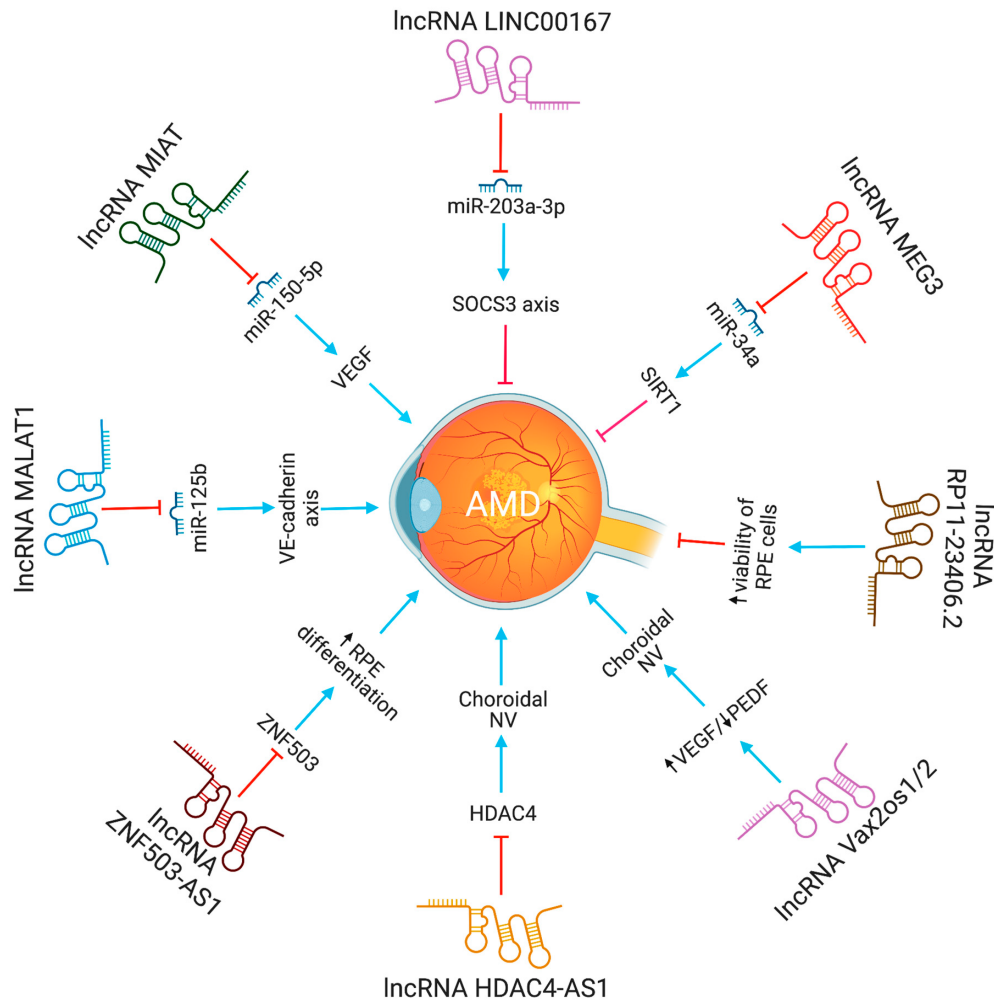 lncRNA LINC00167
miR-203a-3p
SOCS3 axis
lncRNA MEG3
miR-34a
SIRT1
lncRNA
RP11-23406.2
↑viability of
RPE cells
lncRNA Vax2os1/2
↑VEGF/↓PEDF
Choroidal
NV
lncRNA HDAC4-AS1
HDAC4
Choroidal
NV
lncRNA
ZNF503-AS1
ZNF503
↑RPE
differentiation
lncRNA MALAT1
miR-125b
VE-cadherin
axis
lncRNA MIAT
miR-150-5p
VEGF
AMD